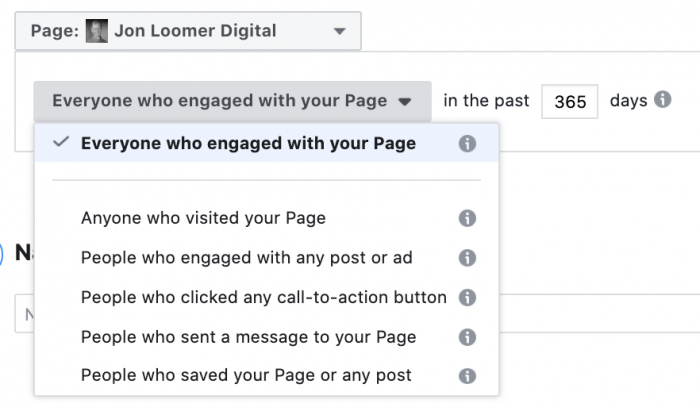 Page: Jon Loomer Digital
Everyone who engaged with your Page in the past 365 days
Everyone who engaged with your Page
Anyone who visited your Page
People who engaged with any post or ad
People who clicked any call-to-action button
People who sent a message to your Page
People who saved your Page or any post